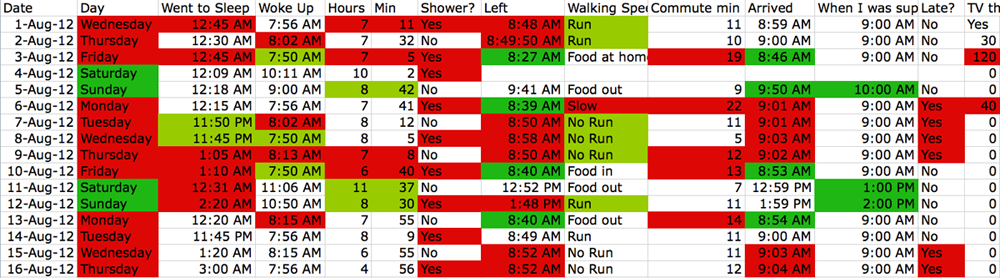 Date Day Went to Sleep Woke Up Hours Min Shower? Left Walking Spee Commute min Arrived When I was sup Late? TV th
1-Aug-12 Wednesday 12:45 AM 7:56 AM 7 11 Yes 8:48 AM Run 11 8:59 AM 9:00 AM No Yes
2-Aug-12 Thursday 12:30 AM 8:02 AM 7 32 No 8:49:50 AM Run 10 9:00 AM 9:00 AM No 30
3-Aug-12 Friday 12:45 AM 7:50 AM 7 5 Yes 8:27 AM Food at hom 19 8:46 AM 9:00 AM No 120
4-Aug-12 Saturday 12:09 AM 10:11 AM 10 2 Yes 0
5-Aug-12 Sunday 12:18 AM 9:00 AM 8 42 No 9:41 AM Food out 9 9:50 AM 10:00 AM No 0
6-Aug-12 Monday 12:15 AM 7:56 AM 7 41 Yes 8:39 AM Slow 22 9:01 AM 9:00 AM Yes 40
7-Aug-12 Tuesday 11:50 PM 8:02 AM 8 12 No 8:50 AM No Run 11 9:01 AM 9:00 AM Yes 0
8-Aug-12 Wednesday 11:45 PM 7:50 AM 8 5 Yes 8:58 AM No Run 5 9:03 AM 9:00 AM Yes 0
9-Aug-12 Thursday 1:05 AM 8:13 AM 7 8 No 8:50 AM No Run 12 9:02 AM 9:00 AM Yes 0
10-Aug-12 Friday 1:10 AM 7:50 AM 6 40 Yes 8:40 AM Food in 13 8:53 AM 9:00 AM No 0
11-Aug-12 Saturday 12:31 AM 11:06 AM 11 37 No 12:52 PM Food out 7 12:59 PM 1:00 PM No 0
12-Aug-12 Sunday 2:20 AM 10:50 AM 8 30 Yes 1:48 PM Run 11 1:59 PM 2:00 PM No 0
13-Aug-12 Monday 12:20 AM 8:15 AM 7 55 No 8:40 AM Food out 14 8:54 AM 9:00 AM No 0
14-Aug-12 Tuesday 11:45 PM 7:56 AM 8 9 Yes 8:49 AM Run 11 9:00 AM 9:00 AM No 0
15-Aug-12 Wednesday 1:20 AM 8:15 AM 6 55 No 8:52 AM No Run 11 9:03 AM 9:00 AM Yes 0
16-Aug-12 Thursday 3:00 AM 7:56 AM 4 56 Yes 8:52 AM No Run 12 9:04 AM 9:00 AM Yes 0